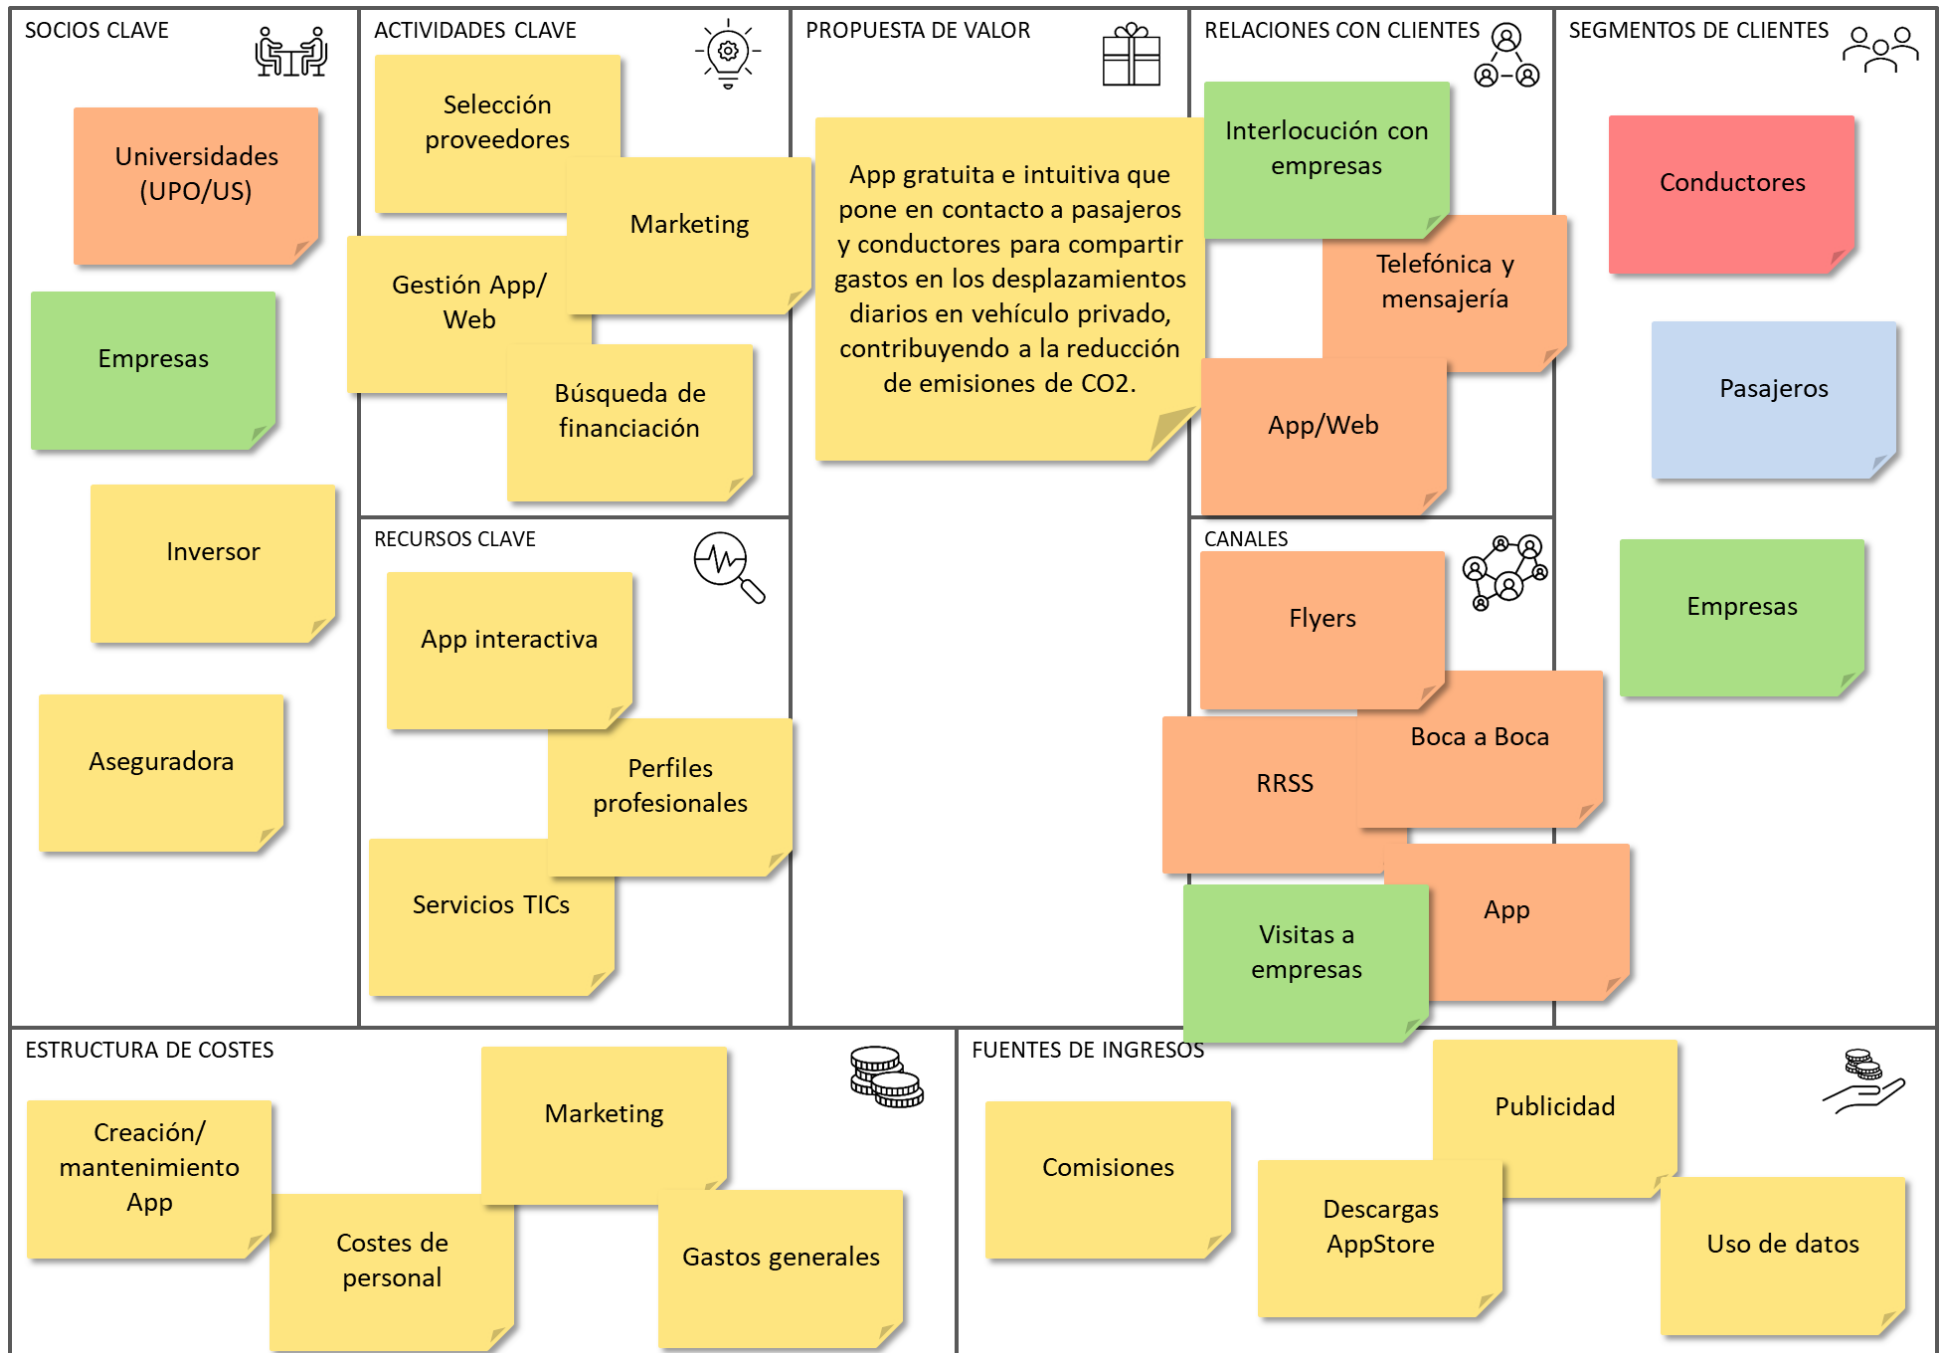 SOCIOS CLAVE
Universidades
(UPO/US)
Empresas
Inversor
Aseguradora
ACTIVIDADES CLAVE
Selección
proveedores
Marketing
Gestión App/
Web
Búsqueda de
financiación
RECURSOS CLAVE
App interactiva
Perfiles
profesionales
Servicios TICs
PROPUESTA DE VALOR
App gratuita e intuitiva que
pone en contacto a pasajeros
y conductores para compartir
gastos en los desplazamientos
diarios en vehículo privado,
contribuyendo a la reducción
de emisiones de CO2.
RELACIONES CON CLIENTES
Interlocución con
empresas
Telefónica y
mensajería
App/Web
CANALES
Flyers
Boca a Boca
RRSS
App
Visitas a
empresas
SEGMENTOS DE CLIENTES
Conductores
Pasajeros
Empresas
ESTRUCTURA DE COSTES
Creación/
mantenimiento
App
Costes de
personal
Marketing
Gastos generales
FUENTES DE INGRESOS
Comisiones
Descargas
AppStore
Publicidad
Uso de datos